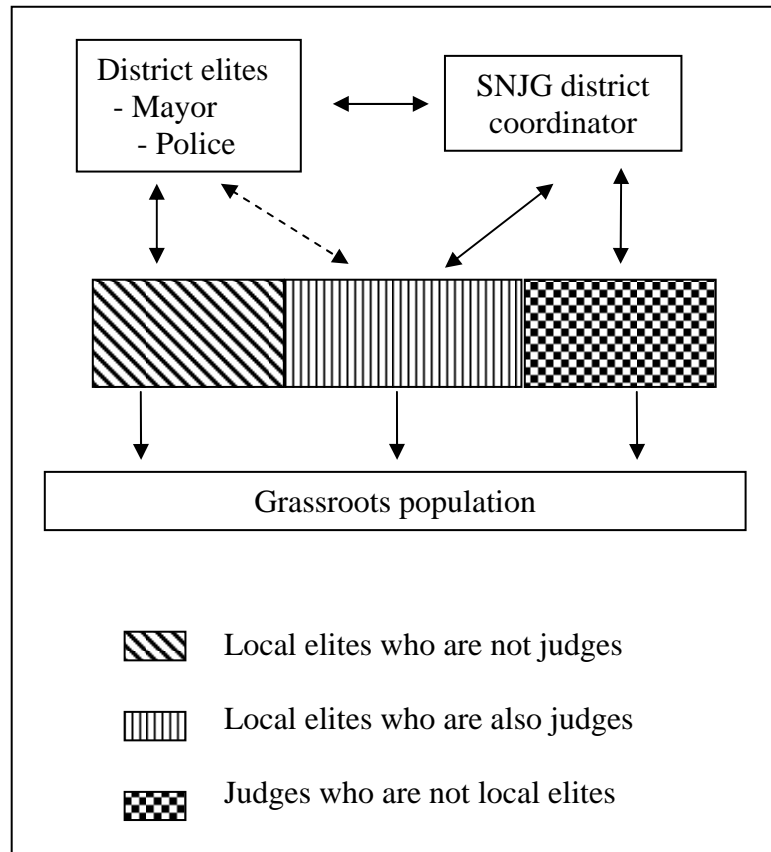 District elites
- Mayor
- Police
SNJG district
coordinator
Grassroots population
Local elites who are not judges
Local elites who are also judges
Judges who are not local elites